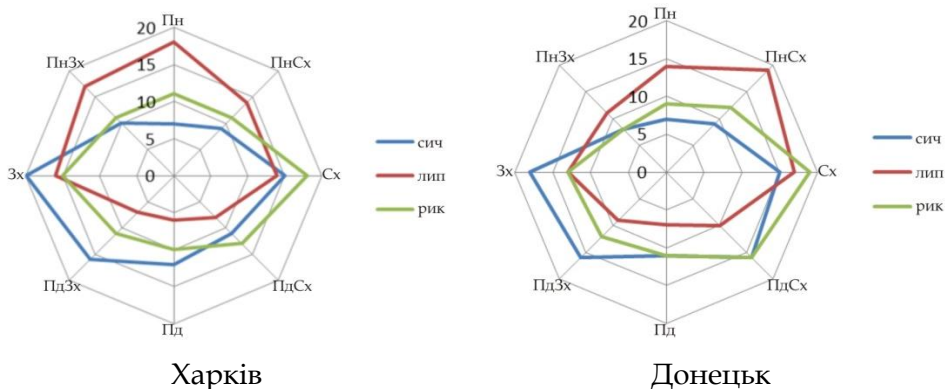 Пн
20
ПнЗх
ПнСх
15
10
5
Зх
0
Сх
ПдЗх
ПдСх
Пд
сич
лип
рик
Харків
Пн
20
ПнЗх
ПнСх
15
10
5
Зх
0
Сх
ПдЗх
ПдСх
Пд
сич
лип
рик
Донецьк